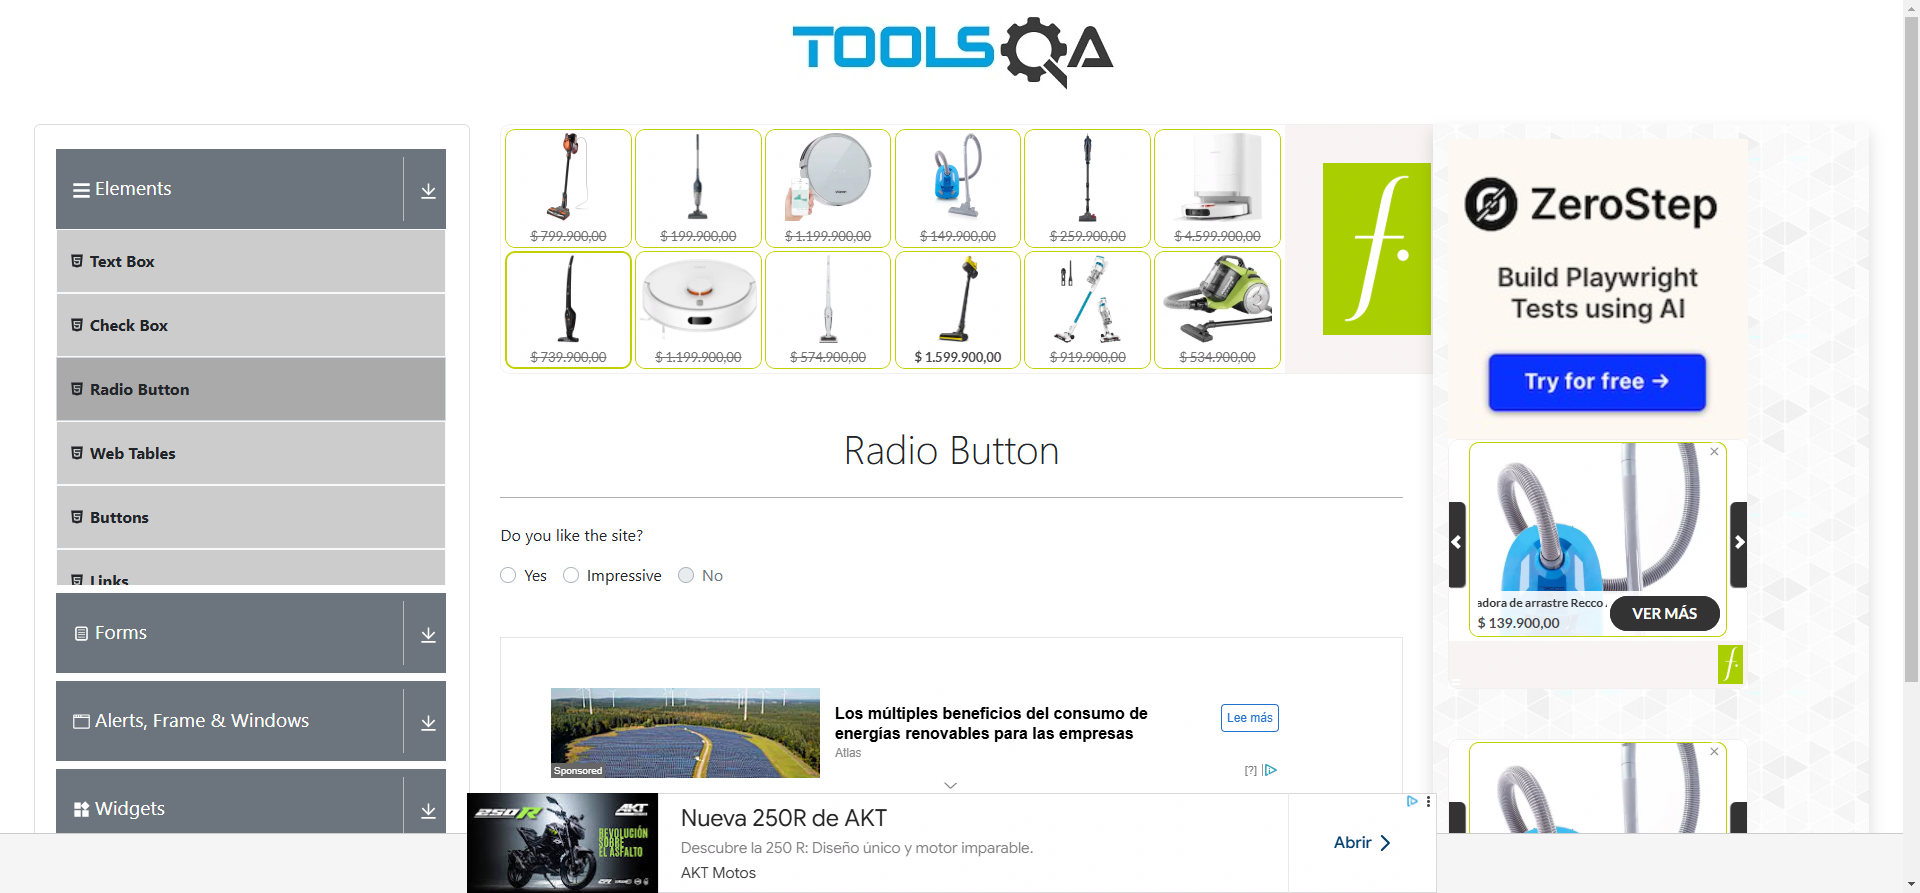 TOOLSQA
Elements
Text Box
Check Box
Radio Button
Web Tables
Buttons
Links
Forms
Alerts, Frame & Windows
Widgets
$ 799.900,00
$ 199.900,00
$ 1.199.900,00
$ 149.900,00
$ 259.900,00
$ 4.599.900,00
$ 739.900,00
$ 1.199.900,00
$ 574.900,00
$ 1.599.900,00
$ 919.900,00
$ 534.900,00
f.
Radio Button
Do you like the site?
Yes
Impressive
No
Sponsored
Los múltiples beneficios del consumo de
energías renovables para las empresas
Atlas
Lee más
[?]
250R
AKT
REVOLUCIÓN
SOBRE
EL ASFALTO
Nueva 250R de AKT
Descubre la 250 R: Diseño único y motor imparable.
AKT Motos
Abrir
ZeroStep
Build Playwright
Tests using AI
Try for free →
adora de arrastre Recco
$ 139.900,00
VER MÁS
f.